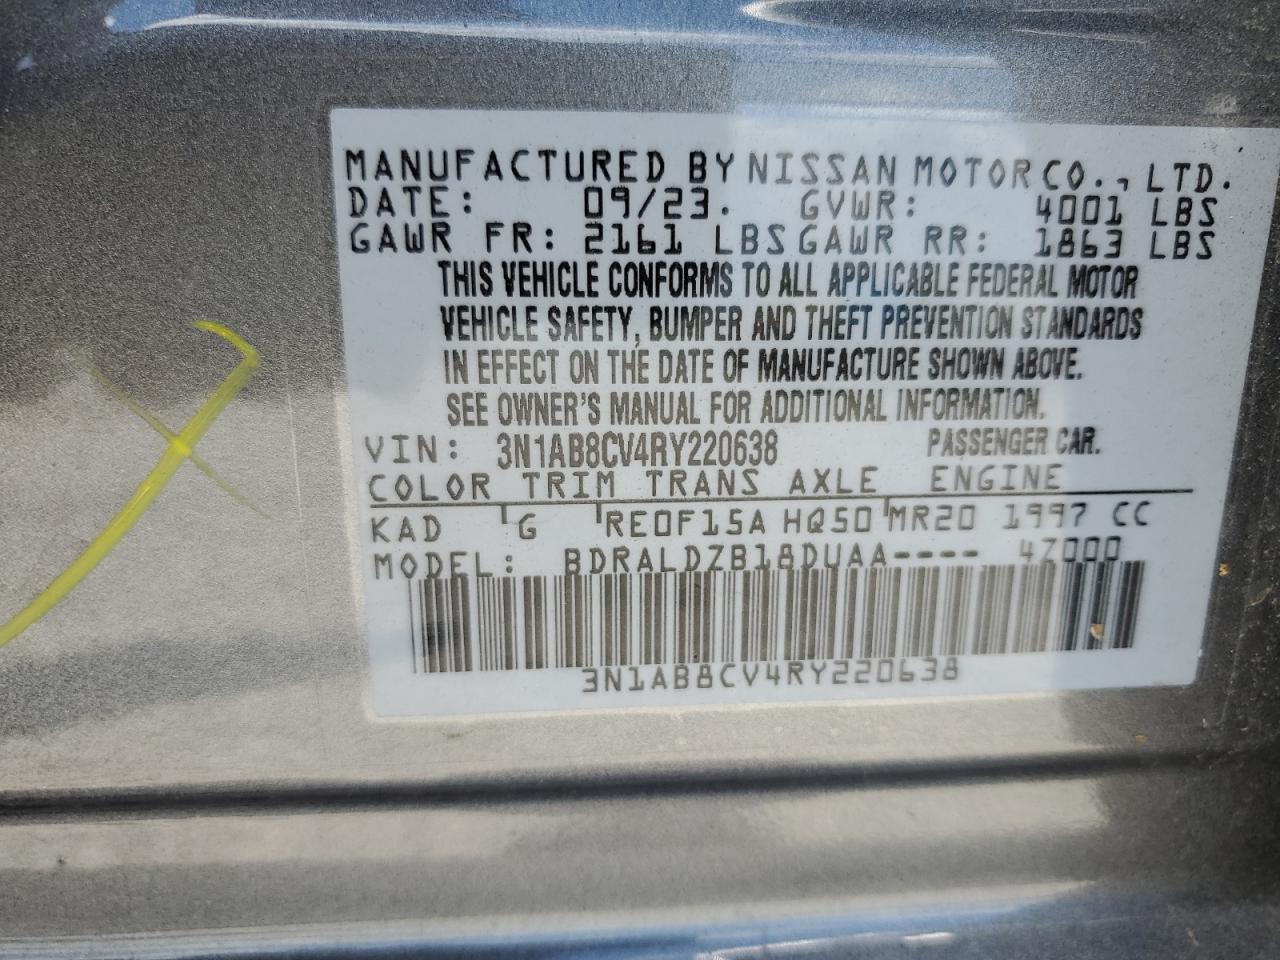 MANUFACTURED BY NISSAN MOTOR CO., LTD.
DATE: 09/23. GVWR: 4001 LBS
GAWR FR: 2161 LBS GAWR RR: 1863 LBS
THIS VEHICLE CONFORMS TO ALL APPLICABLE FEDERAL MOTOR
VEHICLE SAFETY, BUMPER AND THEFT PREVENTION STANDARDS
IN EFFECT ON THE DATE OF MANUFACTURE SHOWN ABOVE.
SEE OWNER'S MANUAL FOR ADDITIONAL INFORMATION.
VIN: 3N1AB8CV4RY220638 PASSENGER CAR.
COLOR TRIM TRANS AXLE ENGINE
KAD G RE0F15A HQ50 MR20 1997 CC
MODEL: BDRALDZB18DUAA---- 4Z000
3N1AB8CV4RY220638